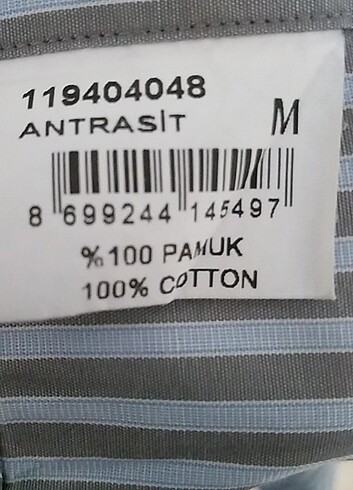 119404048
ANTRASİT M
8 699244 145497
%100 PAMUK
100% COTTON